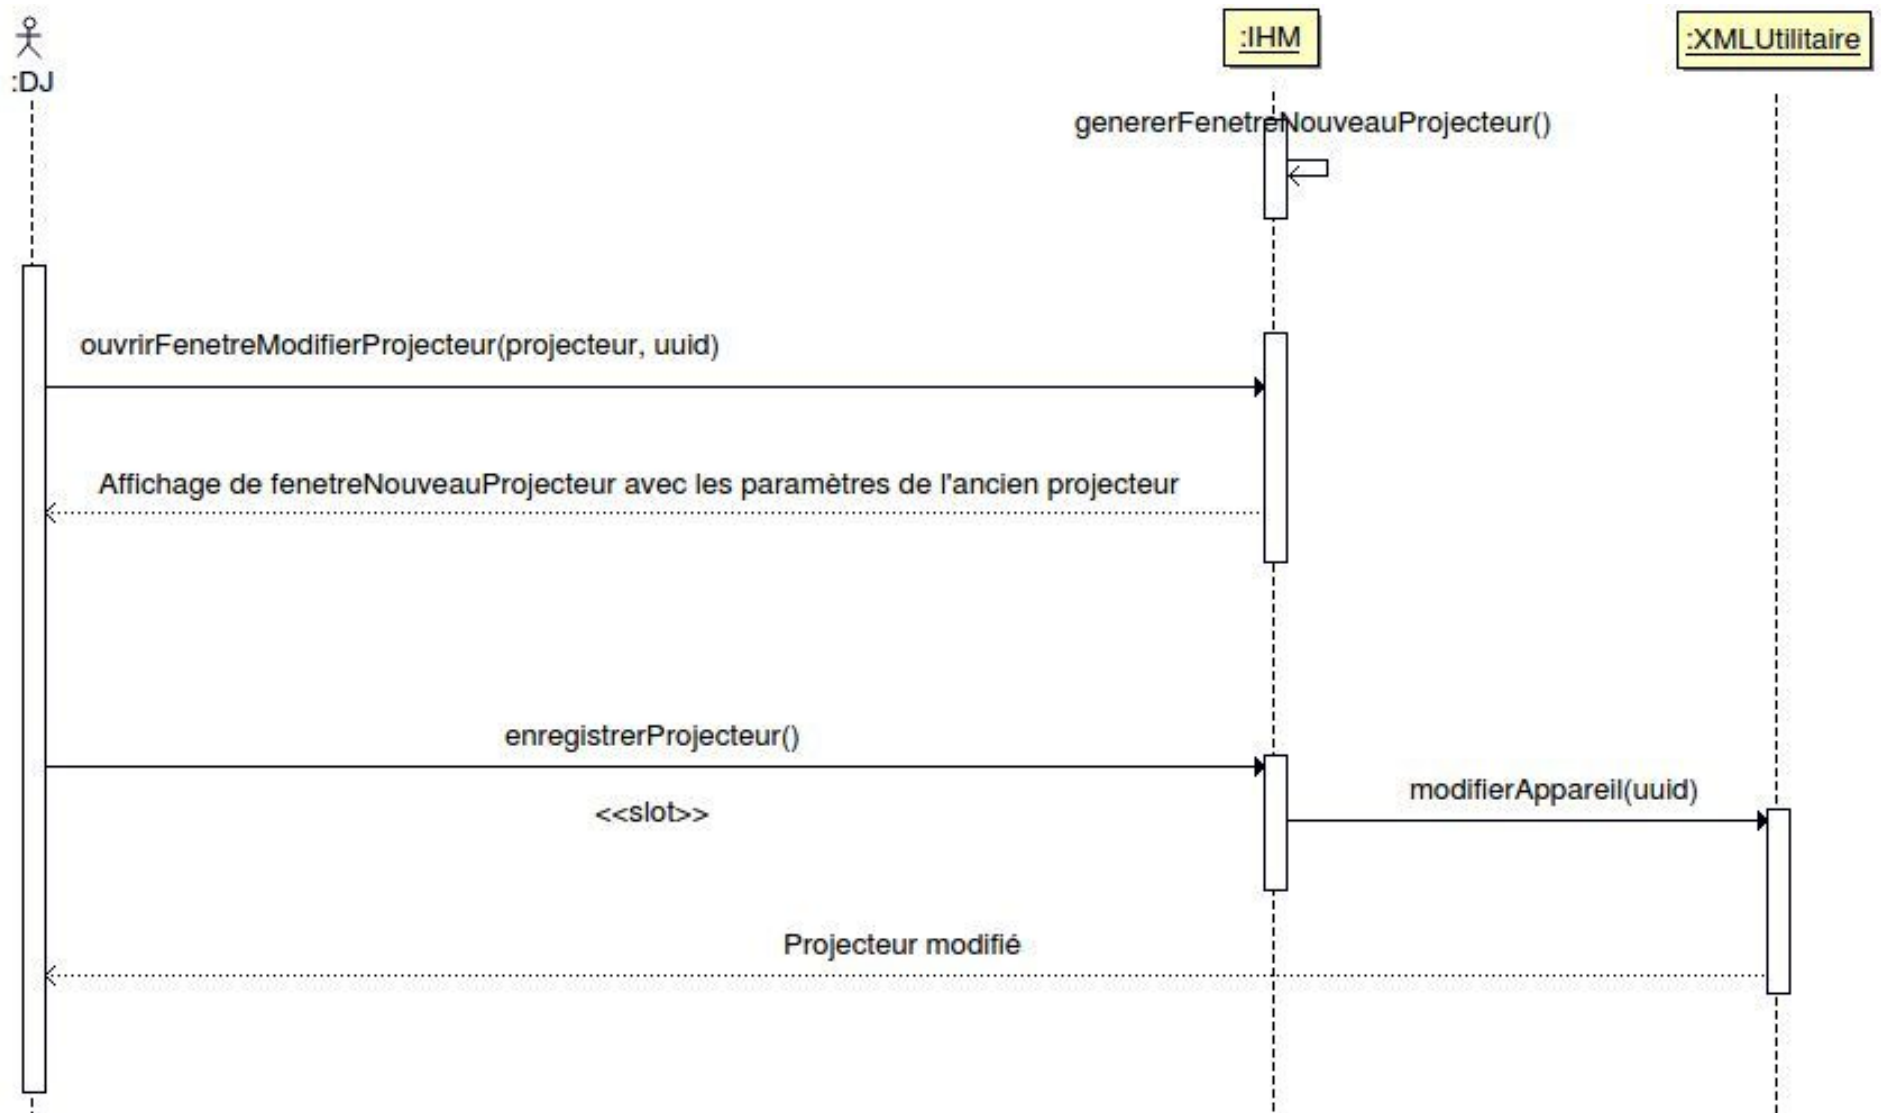 :DJ
:IHM
:XMLUtilitaire
genererFenetreNouveauProjecteur()
ouvrirFenetreModifierProjecteur(projecteur, uuid)
Affichage de fenetreNouveauProjecteur avec les paramètres de l'ancien projecteur
enregistrerProjecteur()
<<slot>>
modifierAppareil(uuid)
Projecteur modifié